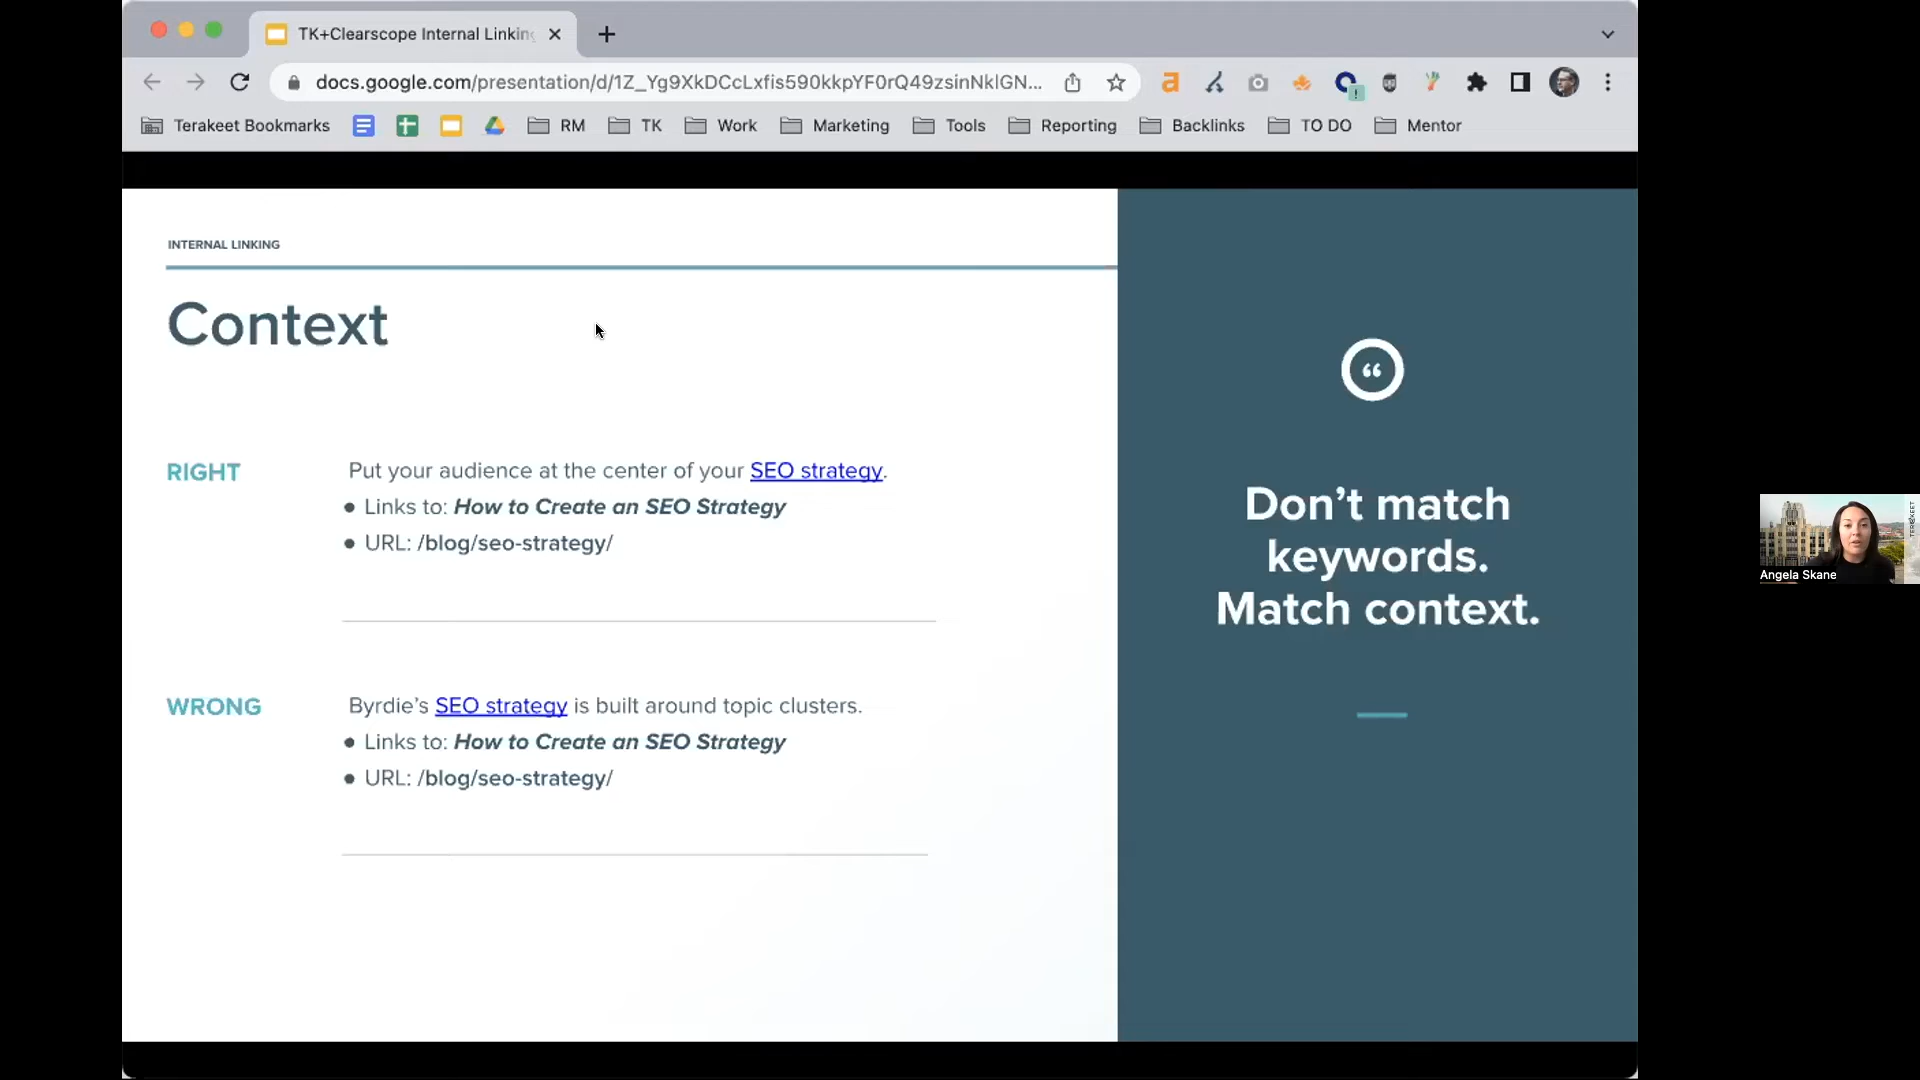 TK+Clearscope Internal Linking
docs.google.com/presentation/d/1Z_Yg9XkDCcLxfis590kkpYF0rQ49zsinNklGN...
Terakeet Bookmarks
RM
TK
Work
Marketing
Tools
Reporting
Backlinks
TO DO
Mentor
INTERNAL LINKING
Context
RIGHT
Put your audience at the center of your SEO strategy.
● Links to: How to Create an SEO Strategy
● URL: /blog/seo-strategy/
WRONG
Byrdie’s SEO strategy is built around topic clusters.
● Links to: How to Create an SEO Strategy
● URL: /blog/seo-strategy/
“
Don’t match
keywords.
Match context.
TERAKEET
Angela Skane